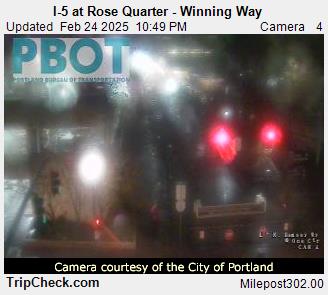 I-5 at Rose Quarter - Winning Way
Updated Feb 24 2025 10:49 PM Camera 4
PBOT
PORTLAND BUREAU OF TRANSPORTATION
CAM A
Camera courtesy of the City of Portland
TripCheck.com Milepost302.00